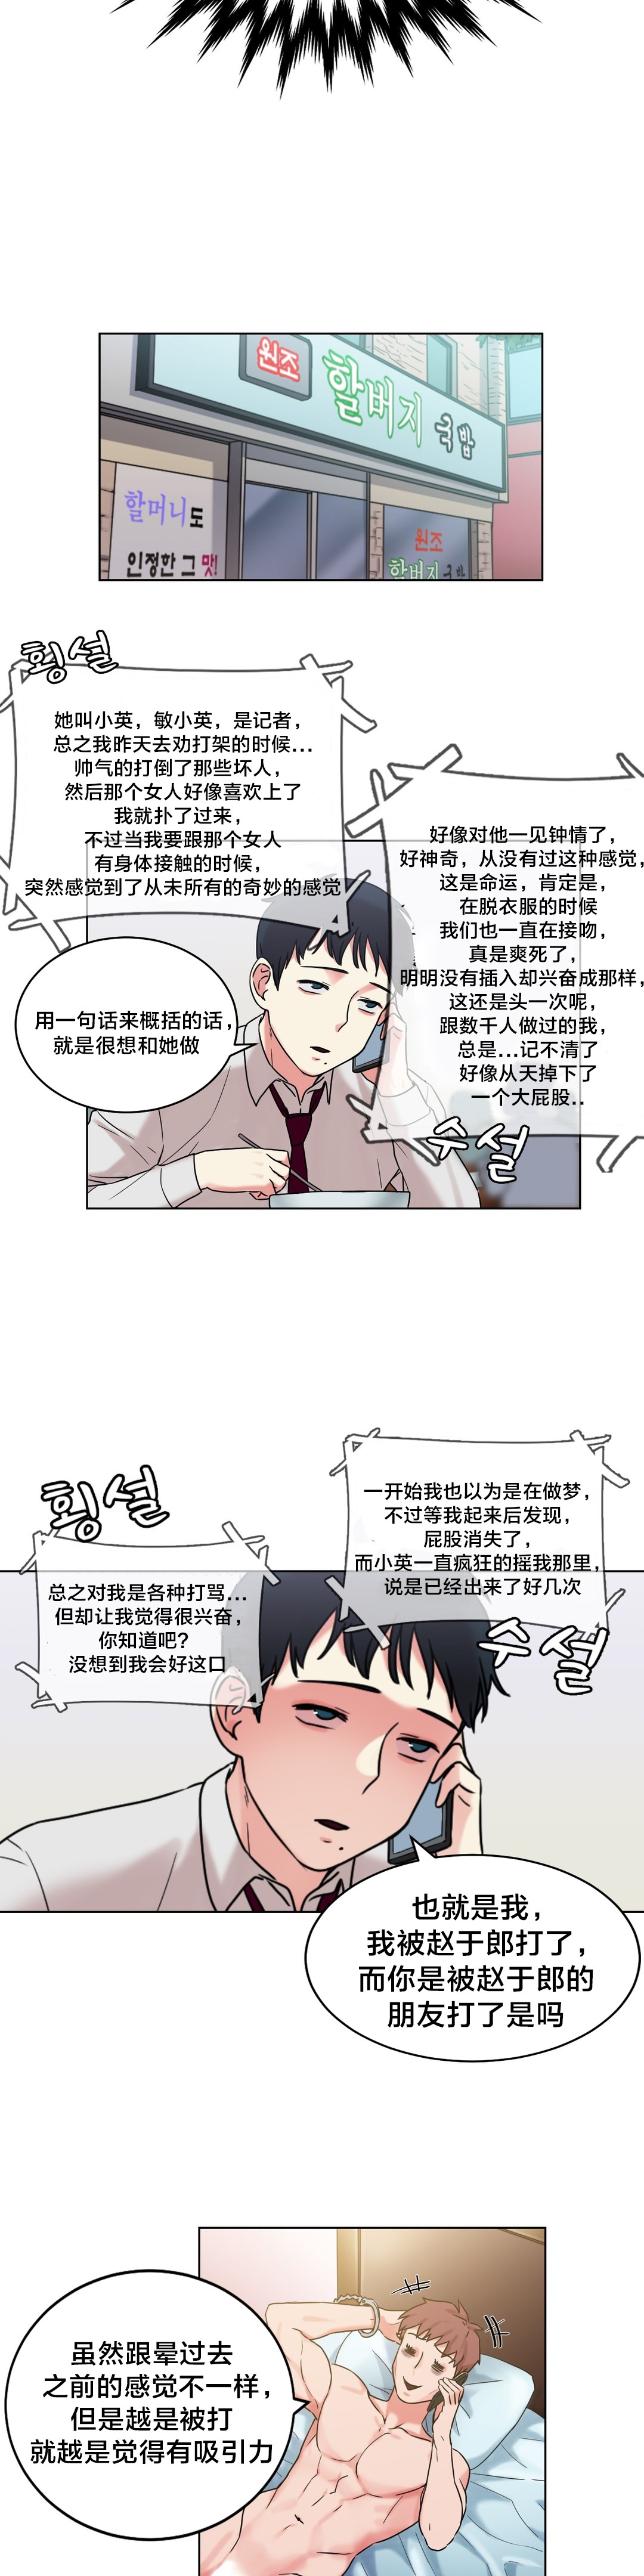 원조
할버지 국밥
할머니도
인정한 그 맛!
원조
할버지 국밥
횡설
她叫小英，敏小英，是记者，
总之我昨天去劝打架的时候...
帅气的打倒了那些坏人，
然后那个女人好像喜欢上了
我就扑了过来，
不过当我要跟那个女人
有身体接触的时候，
突然感觉到了从未所有的奇妙的感觉
好像对他一见钟情了，
好神奇，从没有过这种感觉，
这是命运，肯定是，
在脱衣服的时候
我们也一直在接吻，
真是爽死了，
明明没有插入却兴奋成那样，
这还是头一次呢，
跟数千人做过的我，
总是...记不清了
好像从天掉下了
一个大屁股..
수설
用一句话来概括的话，
就是很想和她做
一开始我也以为是在做梦，
不过等我起来后发现，
屁股消失了，
而小英一直疯狂的摇我那里，
说是已经出来了好几次
수설
횡설
总之对我是各种打骂...
但却让我觉得很兴奋，
你知道吧？
没想到我会好这口
也就是我，
我被赵于郎打了，
而你是被赵于郎的
朋友打了是吗
虽然跟晕过去
之前的感觉不一样，
但是越是被打
就越是觉得有吸引力